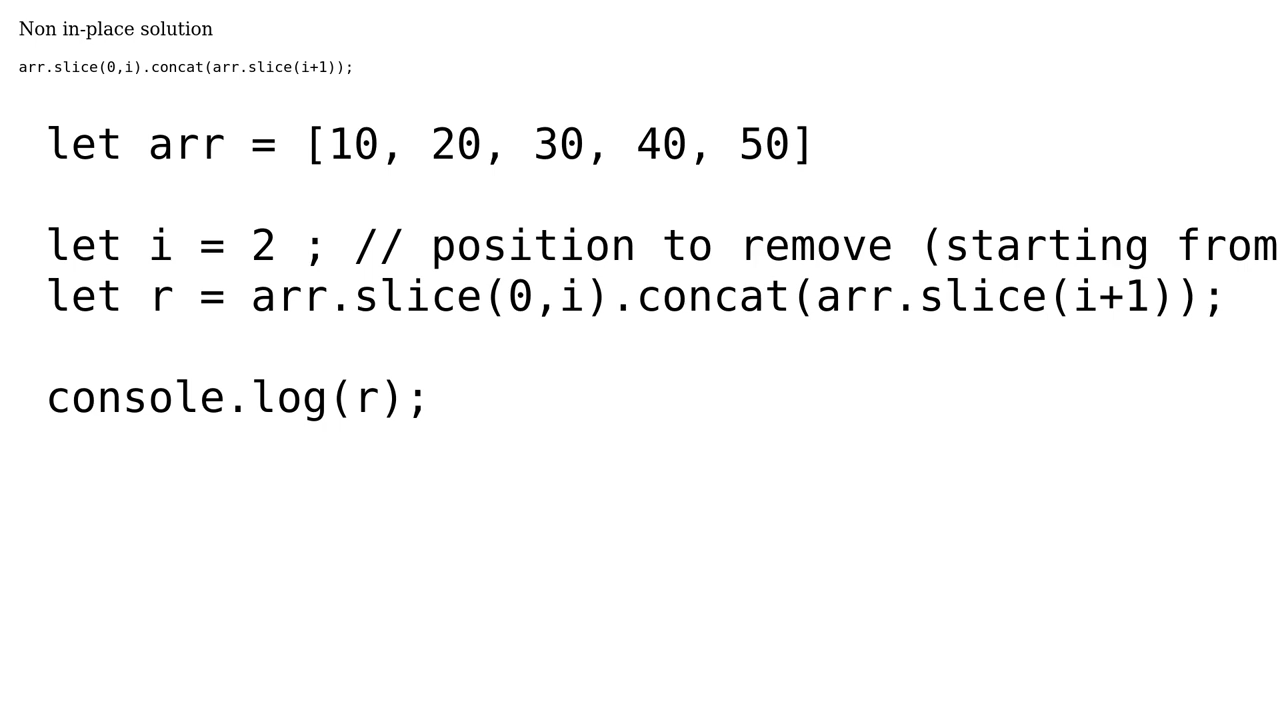 Non in-place solution
arr.slice(0,i).concat(arr.slice(i+1));
let arr = [10, 20, 30, 40, 50]
let i = 2 ; // position to remove (starting from
let r = arr.slice(0,i).concat(arr.slice(i+1));
console.log(r);